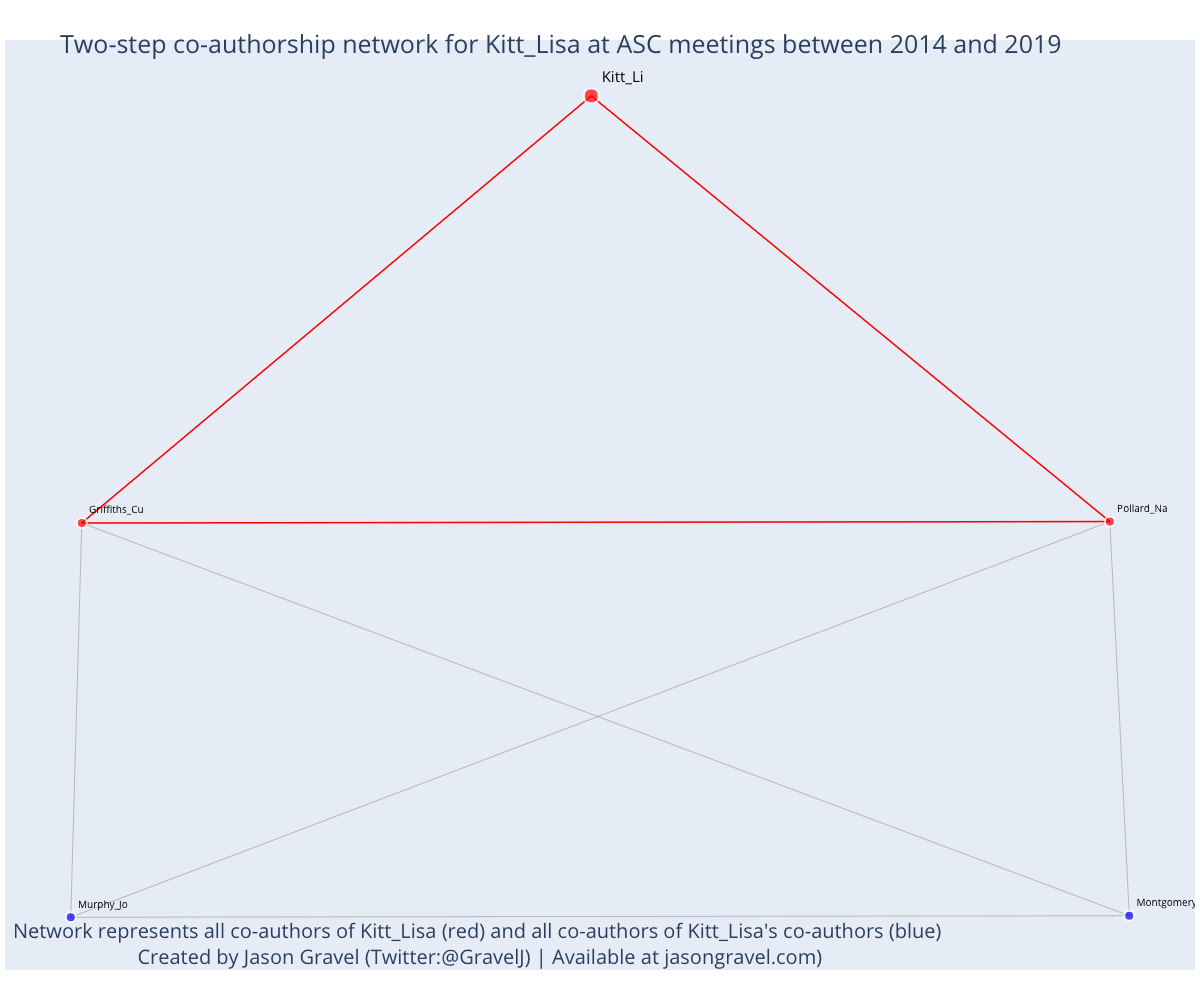 Two-step co-authorship network for Kitt_Lisa at ASC meetings between 2014 and 2019
Kitt_Li
Griffiths_Cu
Pollard_Na
Murphy_Jo
Montgomery
Network represents all co-authors of Kitt_Lisa (red) and all co-authors of Kitt_Lisa's co-authors (blue)
Created by Jason Gravel (Twitter:@GravelJ) | Available at jasongravel.com)